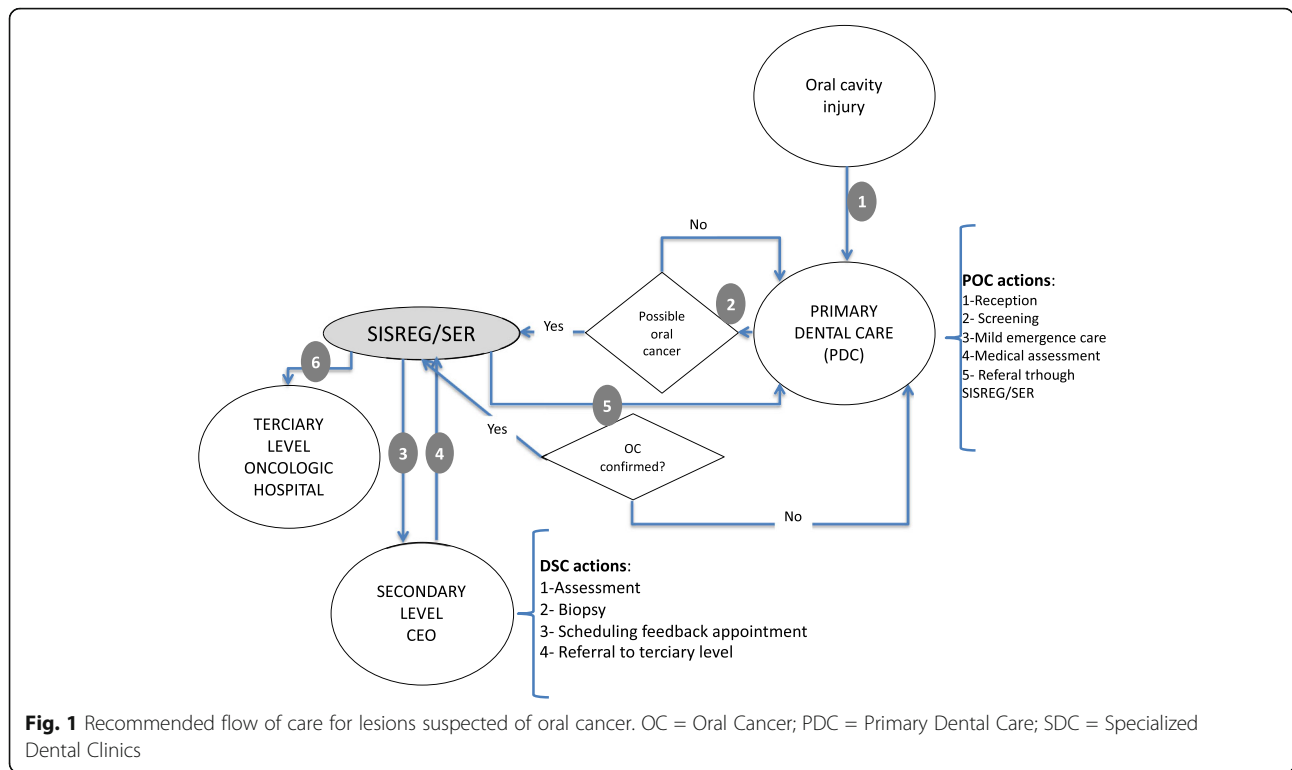 Oral cavity
injury
1
No
2
Possible
oral
cancer
Yes
PRIMARY
DENTAL CARE
(PDC)
POC actions:
1-Reception
2- Screening
3-Mild emergence care
4-Medical assessment
5- Referal trhough
SISREG/SER
SISREG/SER
6
5
Yes
TERCIARY
LEVEL
ONCOLOGIC
HOSPITAL
3
4
OC
confirmed?
No
SECONDARY
LEVEL
CEO
DSC actions:
1-Assessment
2- Biopsy
3- Scheduling feedback appointment
4- Referral to terciary level
Fig. 1 Recommended flow of care for lesions suspected of oral cancer. OC = Oral Cancer; PDC = Primary Dental Care; SDC = Specialized
Dental Clinics